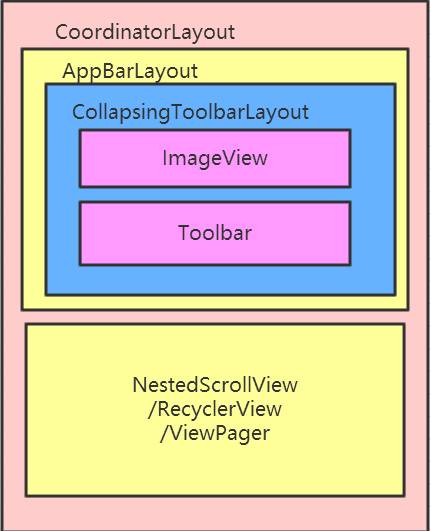 CoordinatorLayout
AppBarLayout
CollapsingToolbarLayout
ImageView
Toolbar
NestedScrollView
/RecyclerView
/ViewPager